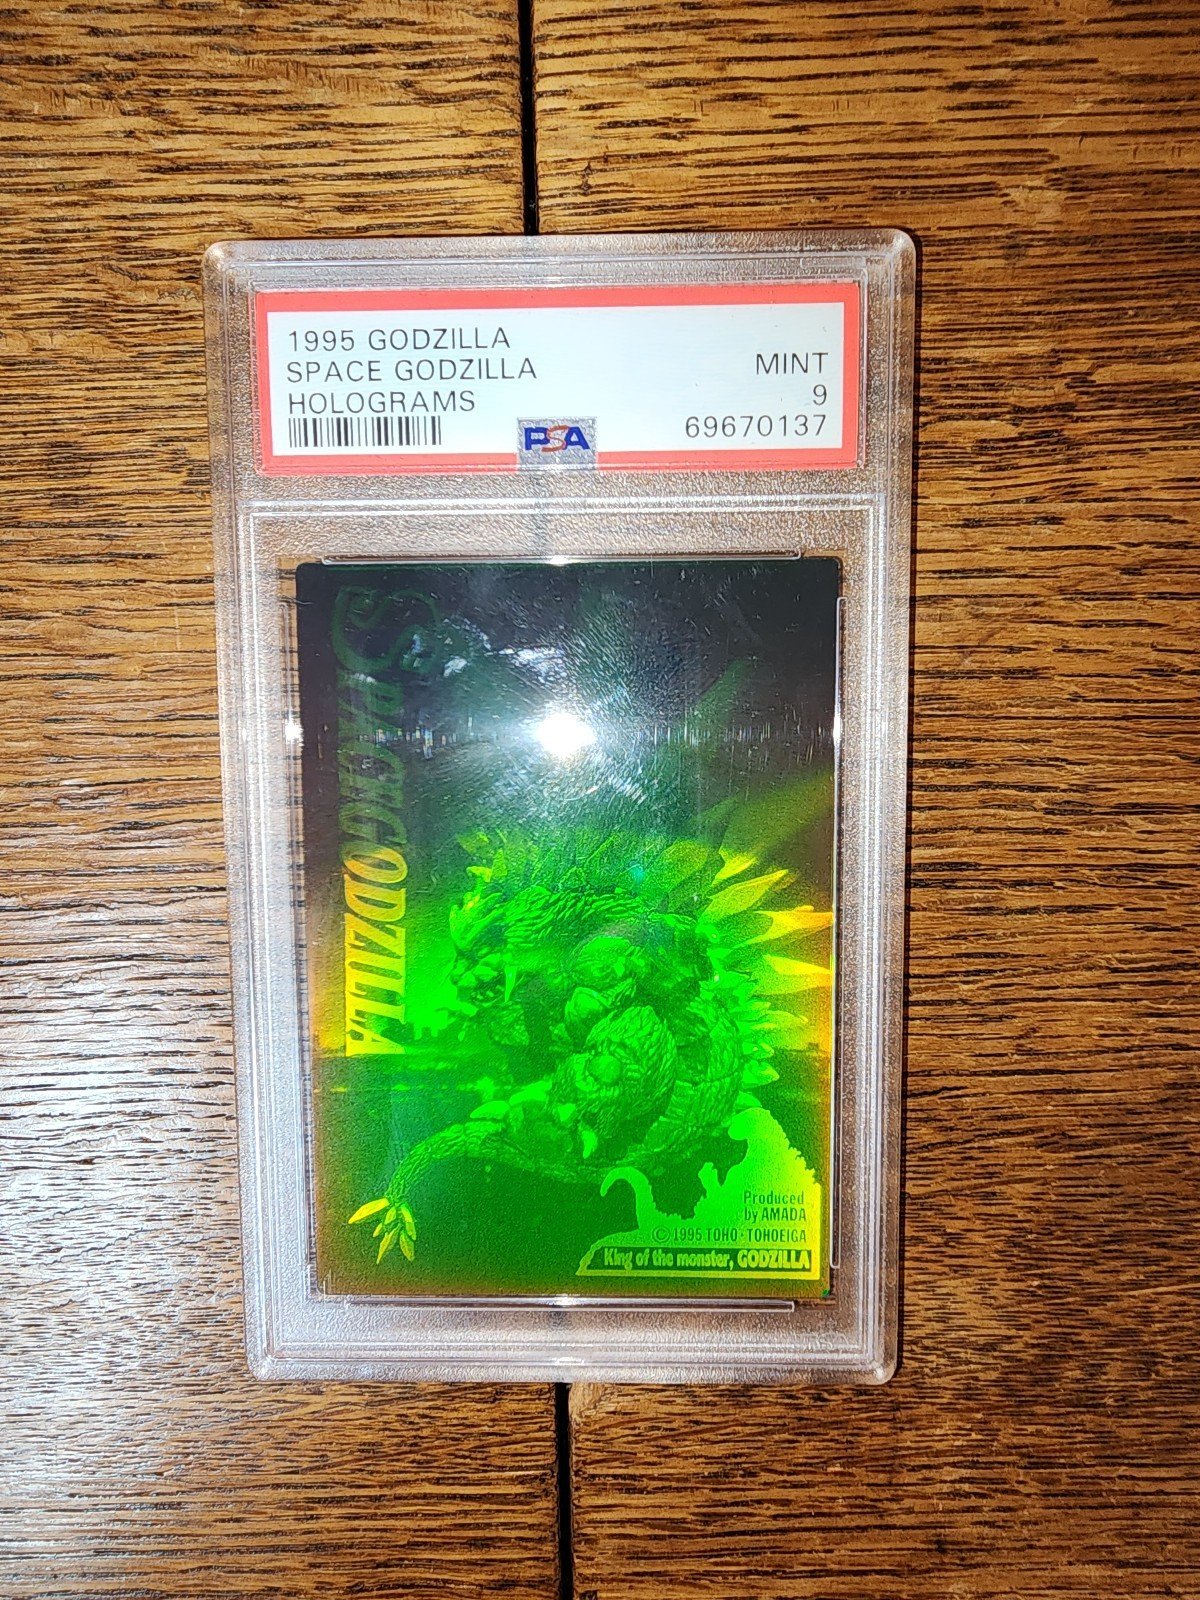 1995 GODZILLA
SPACE GODZILLA
HOLOGRAMS
MINT
9
69670137
PSA
SPACEGODZILLA
Produced
by AMADA
© 1995 TOHO・TOHOEIGA
King of the monster, GODZILLA